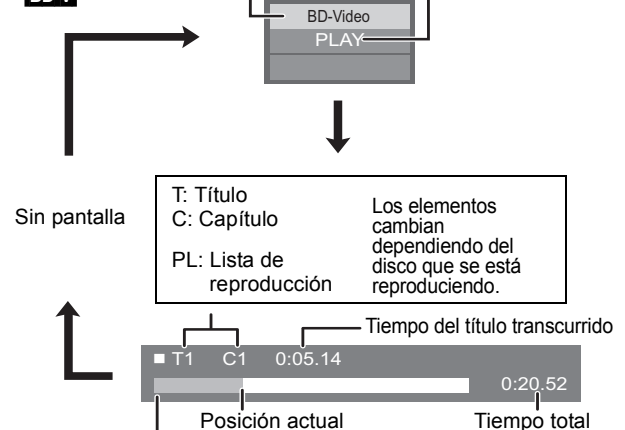 BD-V
BD-Video
PLAY
Sin pantalla
T: Título
C: Capítulo
PL: Lista de
reproducción
Los elementos
cambian
dependiendo del
disco que se está
reproduciendo.
Tiempo del título transcurrido
T1 C1 0:05.14
0:20.52
Posición actual
Tiempo total